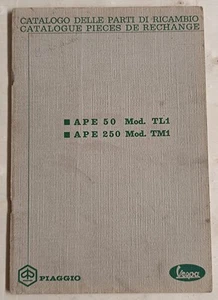 CATALOGO DELLE PARTI DI RICAMBIO
CATALOGUE PIECES DE RECHANGE
APE 50 Mod. TL1
APE 250 Mod. TM1
PIAGGIO
Vespa